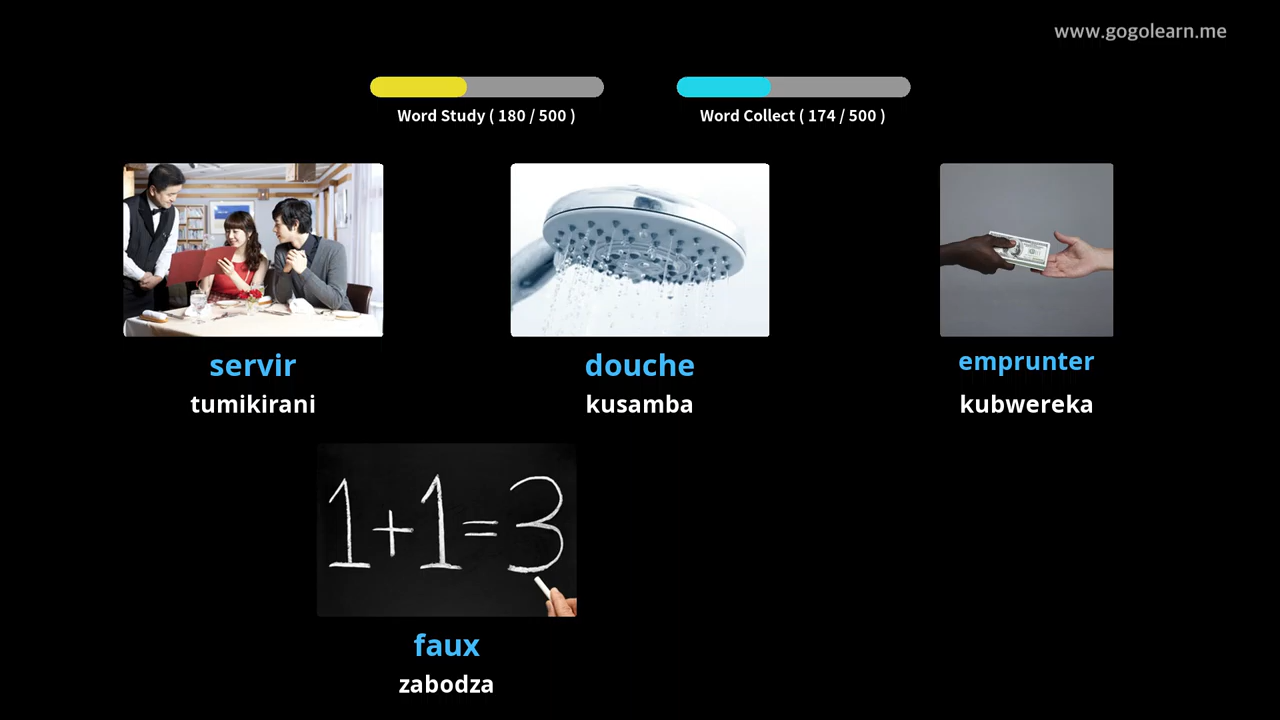 www.gogolearn.me
Word Study ( 180 / 500 )
Word Collect ( 174 / 500 )
servir
tumikirani
douche
kusamba
emprunter
kubwereka
1+1=3
faux
zabodza